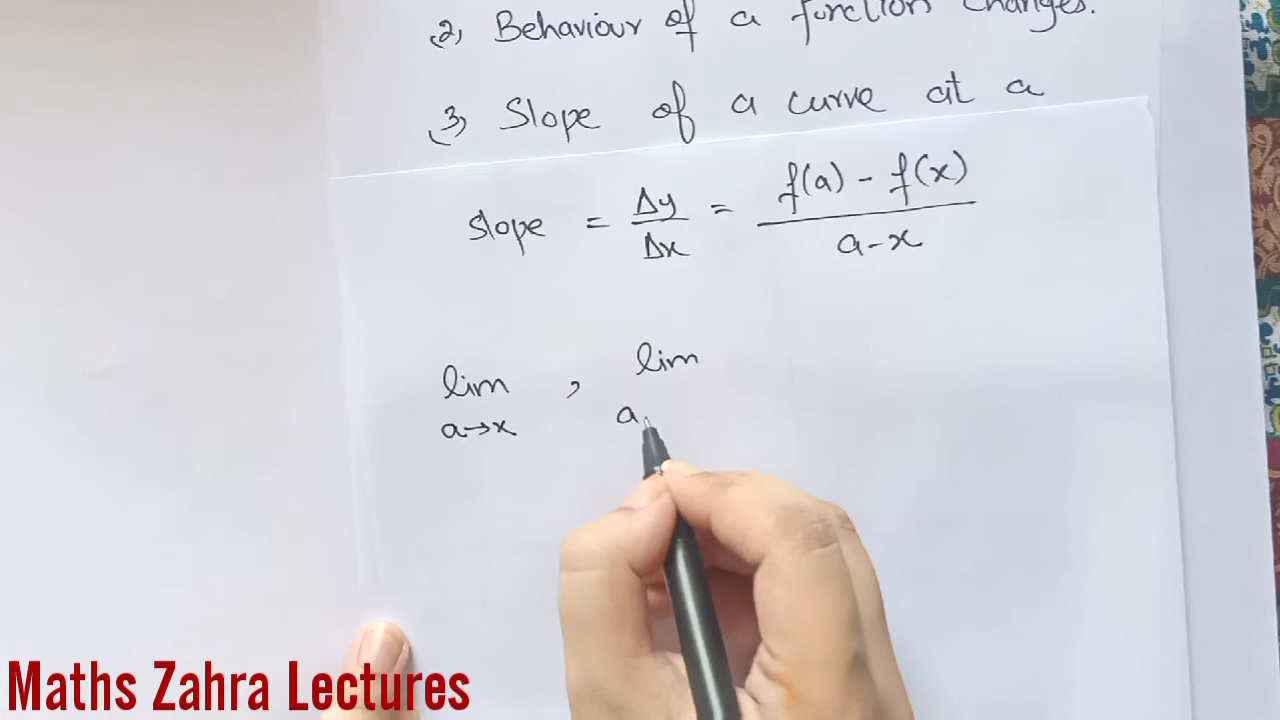 (2) Behaviour of a function changes.
(3) Slope of a curve at a
slope = Δy/Δx = f(a) - f(x) / a-x
lim , lim
a→x a
Maths Zahra Lectures